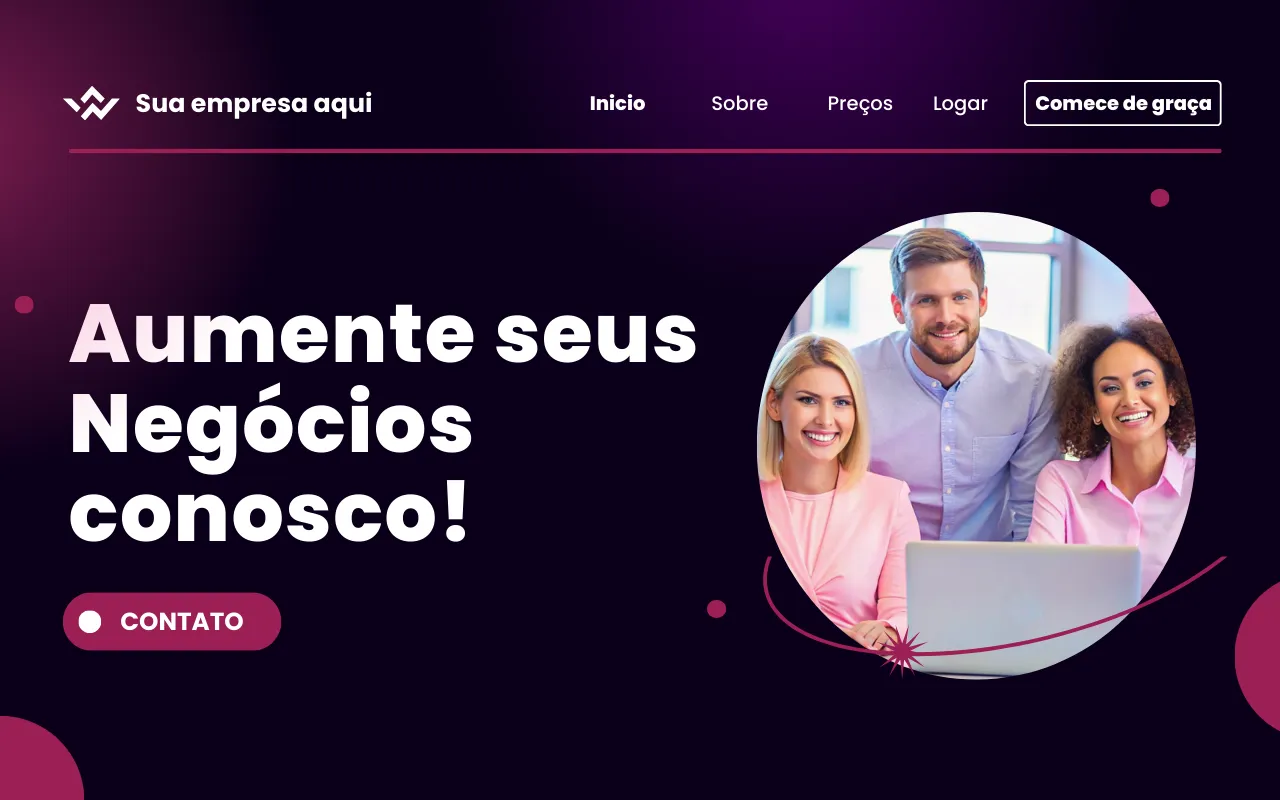 Sua empresa aqui
Inicio Sobre Preços Logar Comece de graça
Aumente seus
Negócios
conosco!
CONTATO